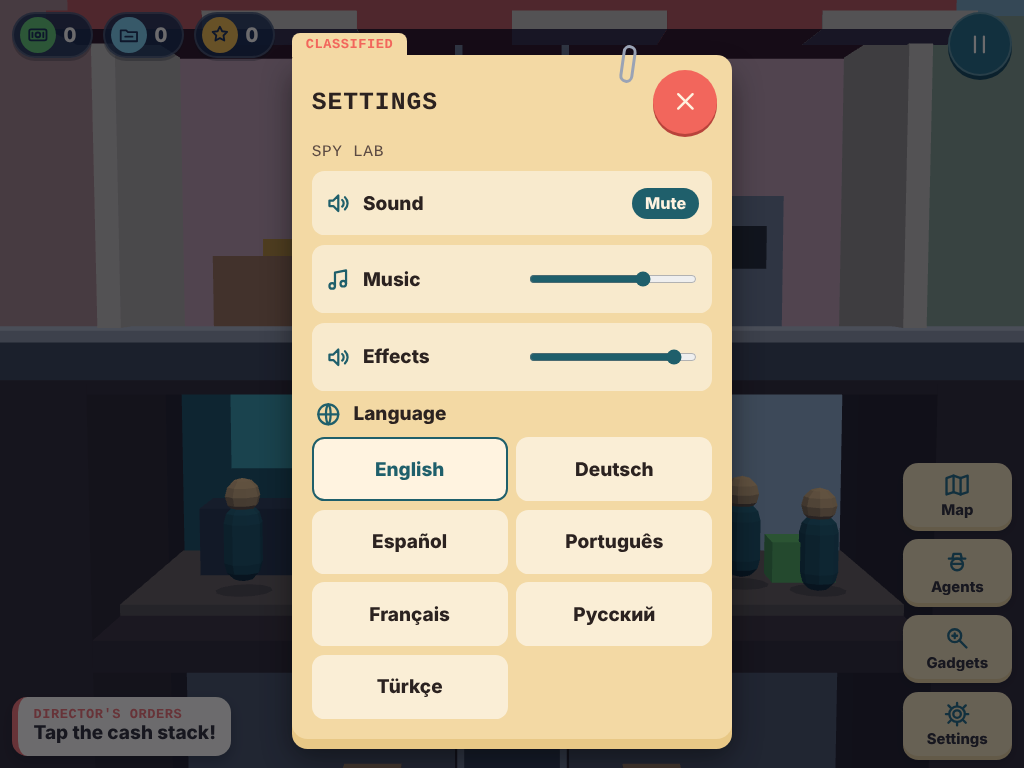 0
0
0
CLASSIFIED
SETTINGS
SPY LAB
Sound
Mute
Music
Effects
Language
English
Deutsch
Español
Português
Français
Русский
Türkçe
Map
Agents
Gadgets
Settings
DIRECTOR'S ORDERS
Tap the cash stack!